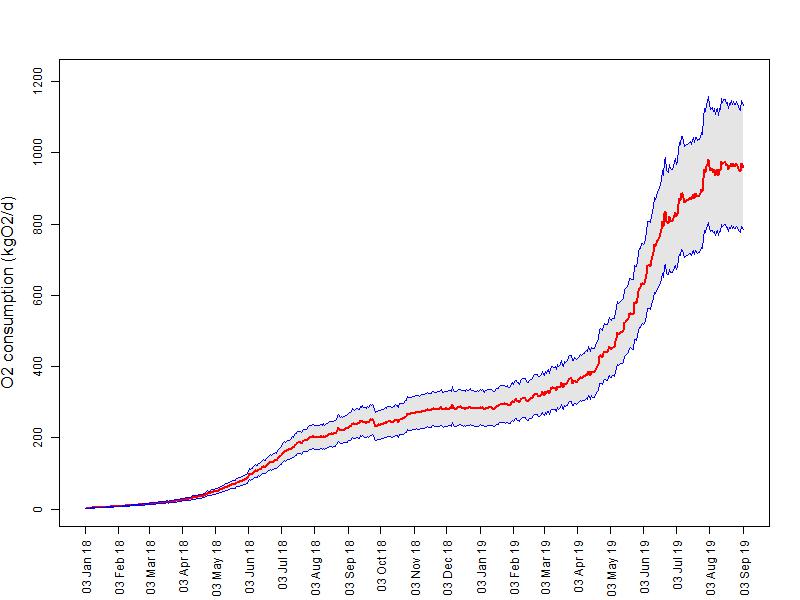 O2 consumption (kgO2/d)
1200
1000
800
600
400
200
0
03 Jan 18
03 Feb 18
03 Mar 18
03 Apr 18
03 May 18
03 Jun 18
03 Jul 18
03 Aug 18
03 Sep 18
03 Oct 18
03 Nov 18
03 Dec 18
03 Jan 19
03 Feb 19
03 Mar 19
03 Apr 19
03 May 19
03 Jun 19
03 Jul 19
03 Aug 19
03 Sep 19